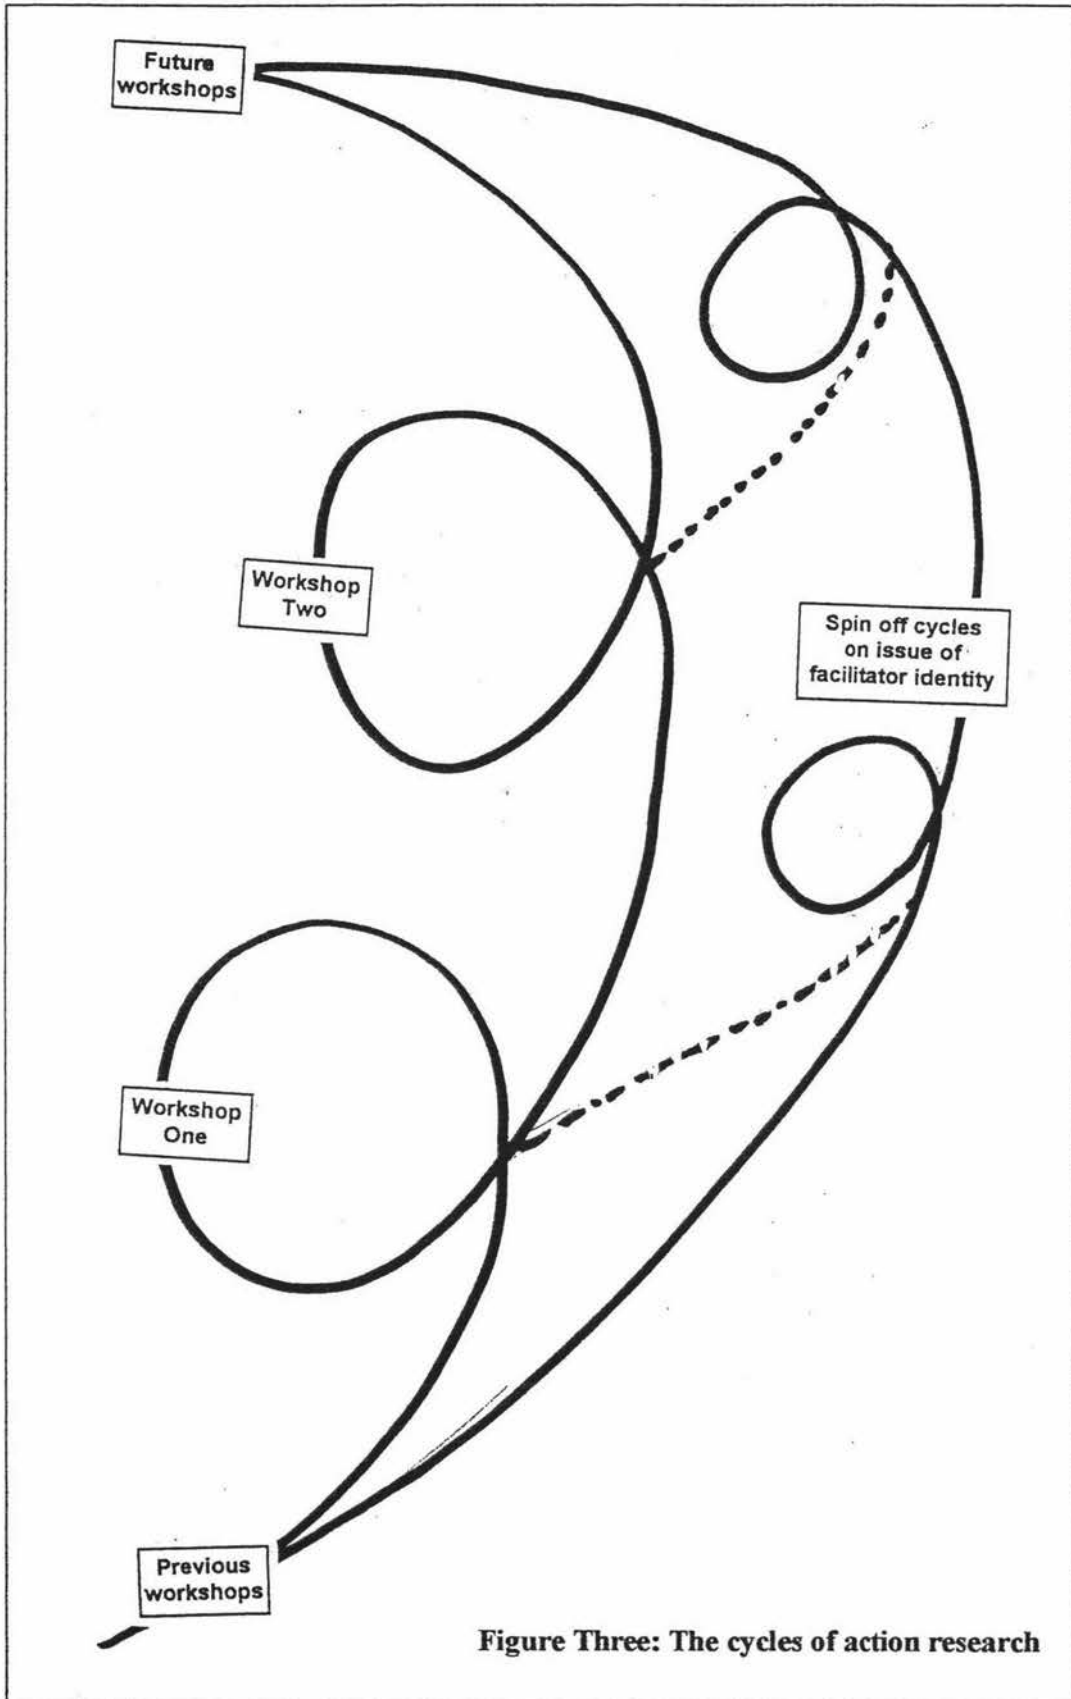 Future
workshops
Workshop
Two
Spin off cycles
on issue of
facilitator identity
Workshop
One
Previous
workshops
Figure Three: The cycles of action research